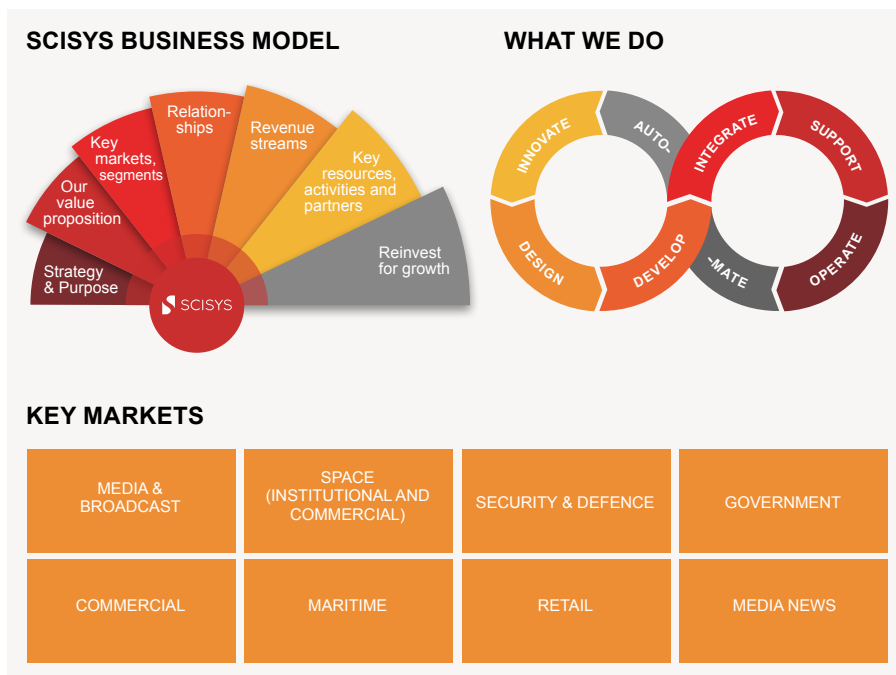 SCISYS BUSINESS MODEL
Strategy
& Purpose
Our
value
proposition
Key
markets,
segments
Relation-
ships
Revenue
streams
Key
resources,
activities and
partners
Reinvest
for growth
SCISYS
WHAT WE DO
INNOVATE
AUTO-
INTEGRATE
SUPPORT
DESIGN
DEVELOP
-MATE
OPERATE
KEY MARKETS
MEDIA &
BROADCAST
SPACE
(INSTITUTIONAL AND
COMMERCIAL)
SECURITY & DEFENCE
GOVERNMENT
COMMERCIAL
MARITIME
RETAIL
MEDIA NEWS